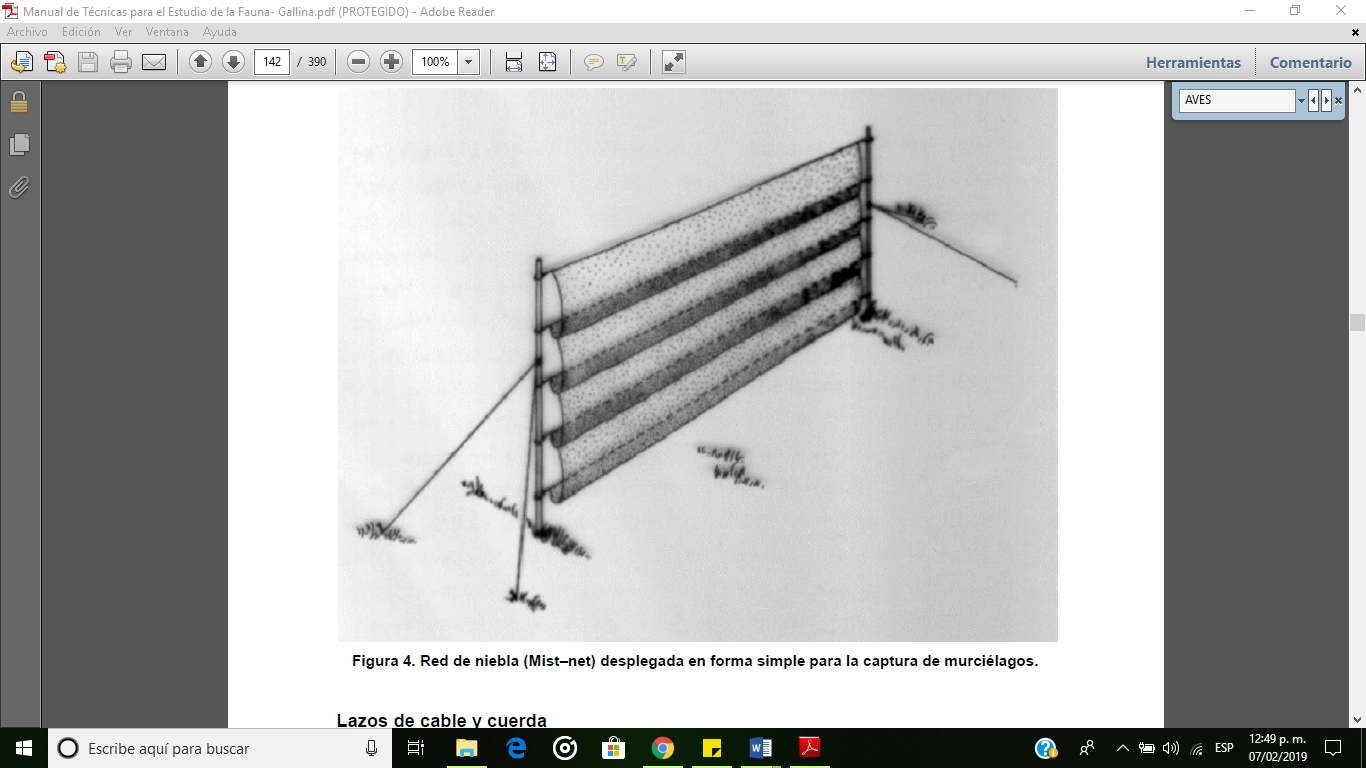 Manual de Técnicas para el Estudio de la Fauna- Gallina.pdf (PROTEGIDO) - Adobe Reader
Archivo Edición Ver Ventana Ayuda
142 / 390 100% Herramientas Comentario
AVES
Figura 4. Red de niebla (Mist–net) desplegada en forma simple para la captura de murciélagos.
Lazos de cable y cuerda
Escribe aquí para buscar
ESP
12:49 p. m.
07/02/2019